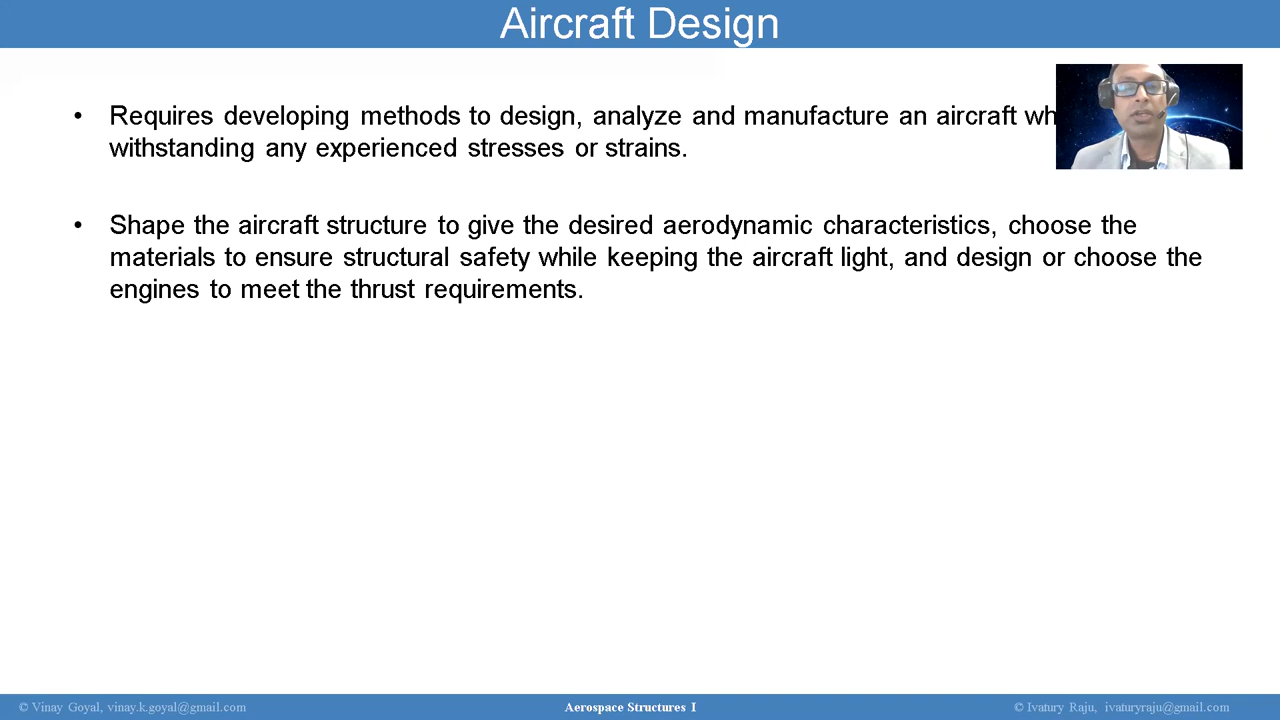 Aircraft Design
• Requires developing methods to design, analyze and manufacture an aircraft
withstanding any experienced stresses or strains.
• Shape the aircraft structure to give the desired aerodynamic characteristics, choose the
materials to ensure structural safety while keeping the aircraft light, and design or choose the
engines to meet the thrust requirements.
© Vinay Goyal, vinay.k.goyal@gmail.com
Aerospace Structures I
© Ivatury Raju, ivaturyraju@gmail.com